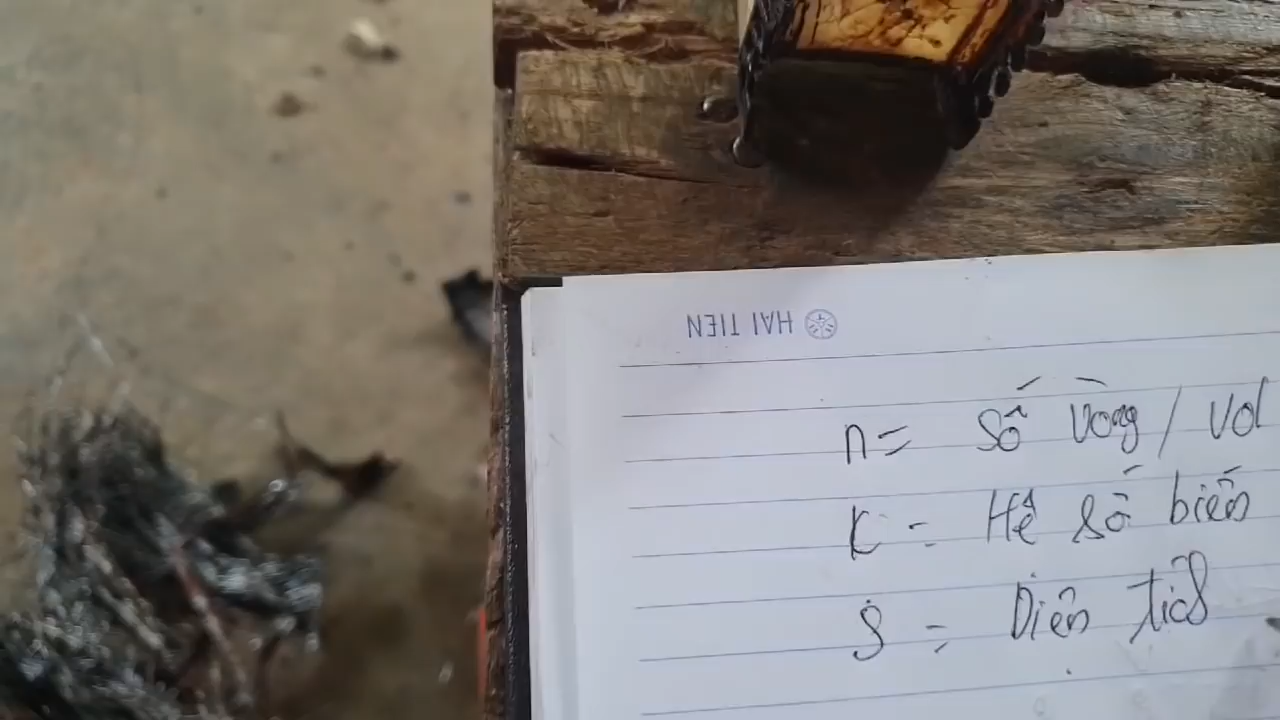 HAI TIEN
n = Số vòng / Vol
K = Hệ số biến
S = Diện tích